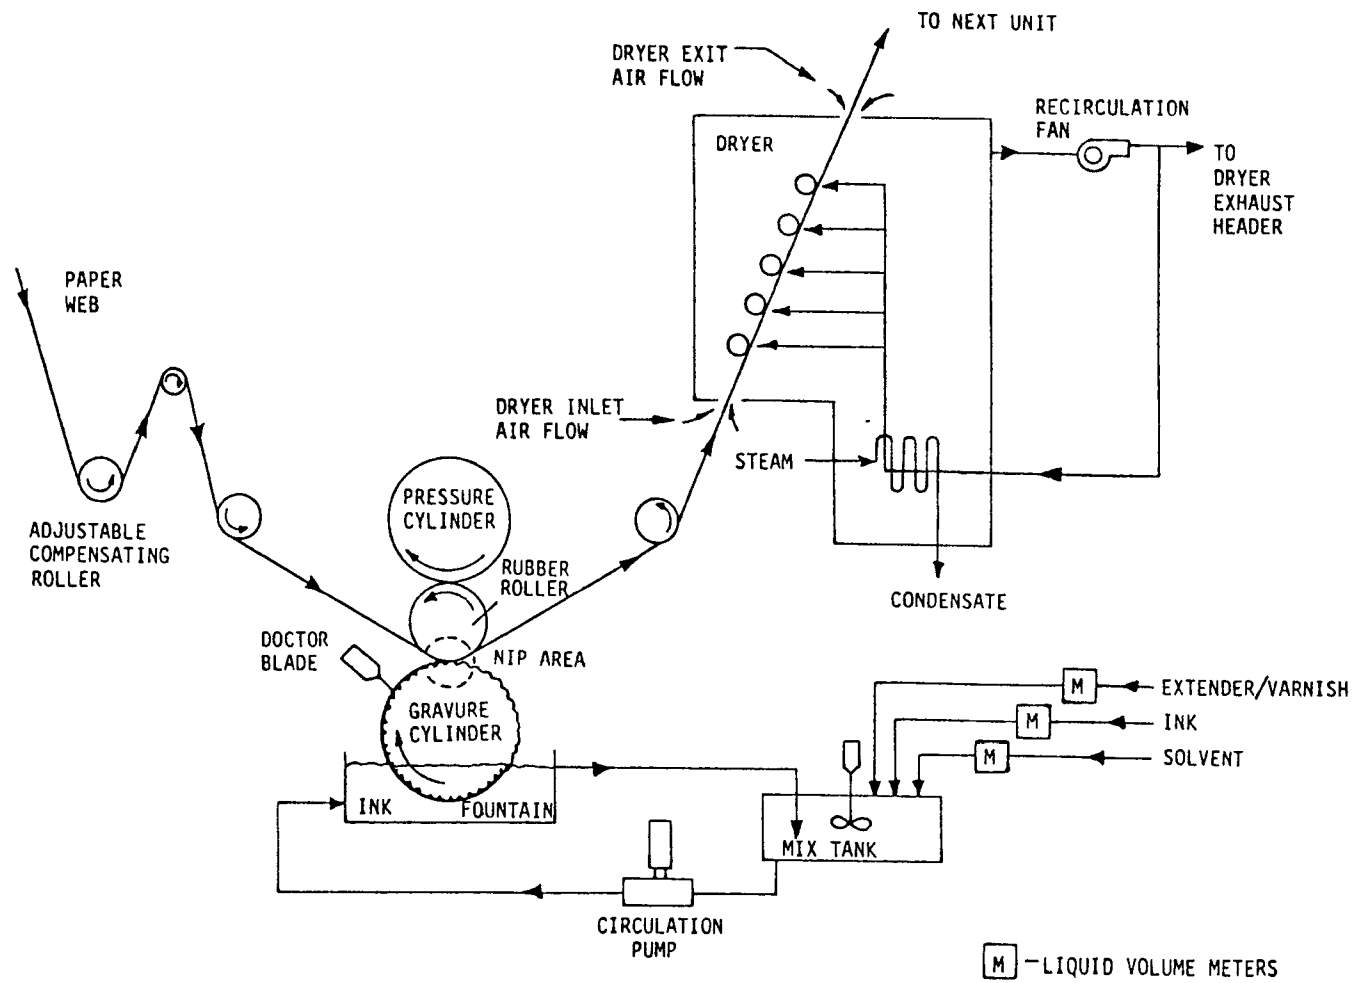 TO NEXT UNIT
DRYER EXIT
AIR FLOW
RECIRCULATION
FAN
DRYER
TO
DRYER
EXHAUST
HEADER
PAPER
WEB
DRYER INLET
AIR FLOW
STEAM
PRESSURE
CYLINDER
ADJUSTABLE
COMPENSATING
ROLLER
RUBBER
ROLLER
CONDENSATE
DOCTOR
BLADE
NIP AREA
GRAVURE
CYLINDER
M
EXTENDER/VARNISH
M
INK
M
SOLVENT
INK
FOUNTAIN
MIX TANK
CIRCULATION
PUMP
M - LIQUID VOLUME METERS